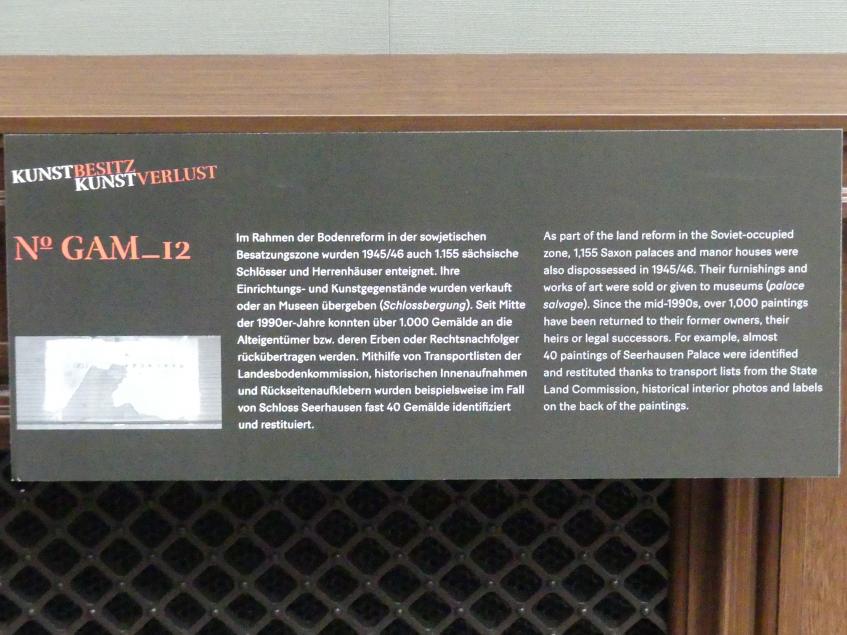 KUNSTBESITZ
KUNSTVERLUST
Nº GAM_12
Im Rahmen der Bodenreform in der sowjetischen
Besatzungszone wurden 1945/46 auch 1.155 sächsische
Schlösser und Herrenhäuser enteignet. Ihre
Einrichtungs- und Kunstgegenstände wurden verkauft
oder an Museen übergeben (Schlossbergung). Seit Mitte
der 1990er-Jahre konnten über 1.000 Gemälde an die
Alteigentümer bzw. deren Erben oder Rechtsnachfolger
rückübertragen werden. Mithilfe von Transportlisten der
Landesbodenkommission, historischen Innenaufnahmen
und Rückseitenaufklebern wurden beispielsweise im Fall
von Schloss Seerhausen fast 40 Gemälde identifiziert
und restituiert.
As part of the land reform in the Soviet-occupied
zone, 1,155 Saxon palaces and manor houses were
also dispossessed in 1945/46. Their furnishings and
works of art were sold or given to museums (palace
salvage). Since the mid-1990s, over 1,000 paintings
have been returned to their former owners, their
heirs or legal successors. For example, almost
40 paintings of Seerhausen Palace were identified
and restituted thanks to transport lists from the State
Land Commission, historical interior photos and labels
on the back of the paintings.